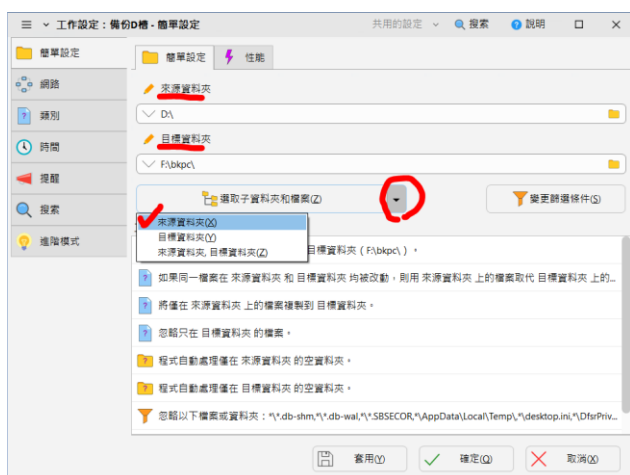 工作設定：備份D槽 - 簡單設定
共用的設定
搜索
說明
簡單設定
網路
類別
時間
提醒
搜索
進階模式
簡單設定
性能
來源資料夾
D:\
目標資料夾
F:\bkpc\
選取子資料夾和檔案(Z)
變更篩選條件(S)
來源資料夾(X)
目標資料夾(Y)
來源資料夾, 目標資料夾(Z)
目標資料夾 ( F:\bkpc\ ) 。
如果同一檔案在 來源資料夾 和 目標資料夾 均被改動，則用 來源資料夾 上的檔案取代 目標資料夾 上的...
將僅在 來源資料夾 上的檔案複製到 目標資料夾。
忽略只在 目標資料夾 的檔案。
程式自動處理僅在 來源資料夾 的空資料夾。
程式自動處理僅在 目標資料夾 的空資料夾。
忽略以下檔案或資料夾：*\*.db-shm,*\*.db-wal,*\*.SBSECOR,*\AppData\Local\Temp\,*\desktop.ini,*\DfsrPriv...
套用(Y)
確定(Q)
取消(X)